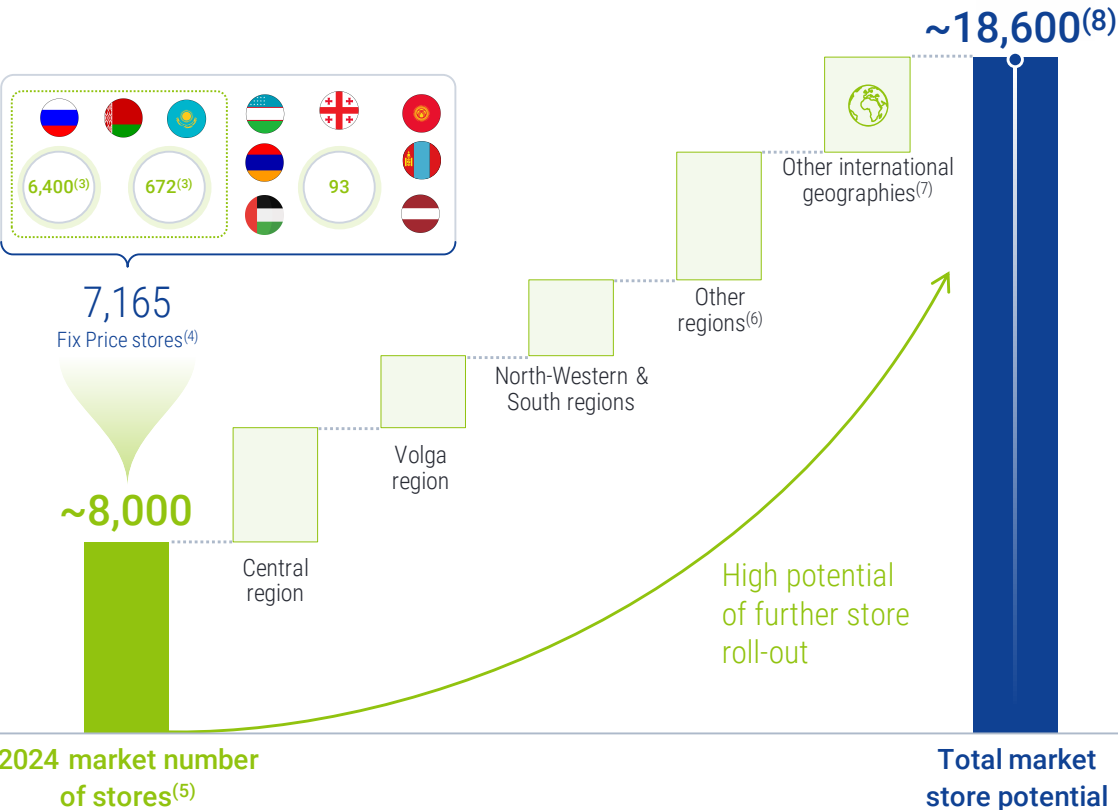 ~18,600(8)
6,400(3)
672(3)
93
7,165
Fix Price stores(4)
~8,000
Central
region
Volga
region
North-Western &
South regions
Other
regions(6)
Other international
geographies(7)
High potential
of further store
roll-out
2024 market number
of stores(5)
Total market
store potential